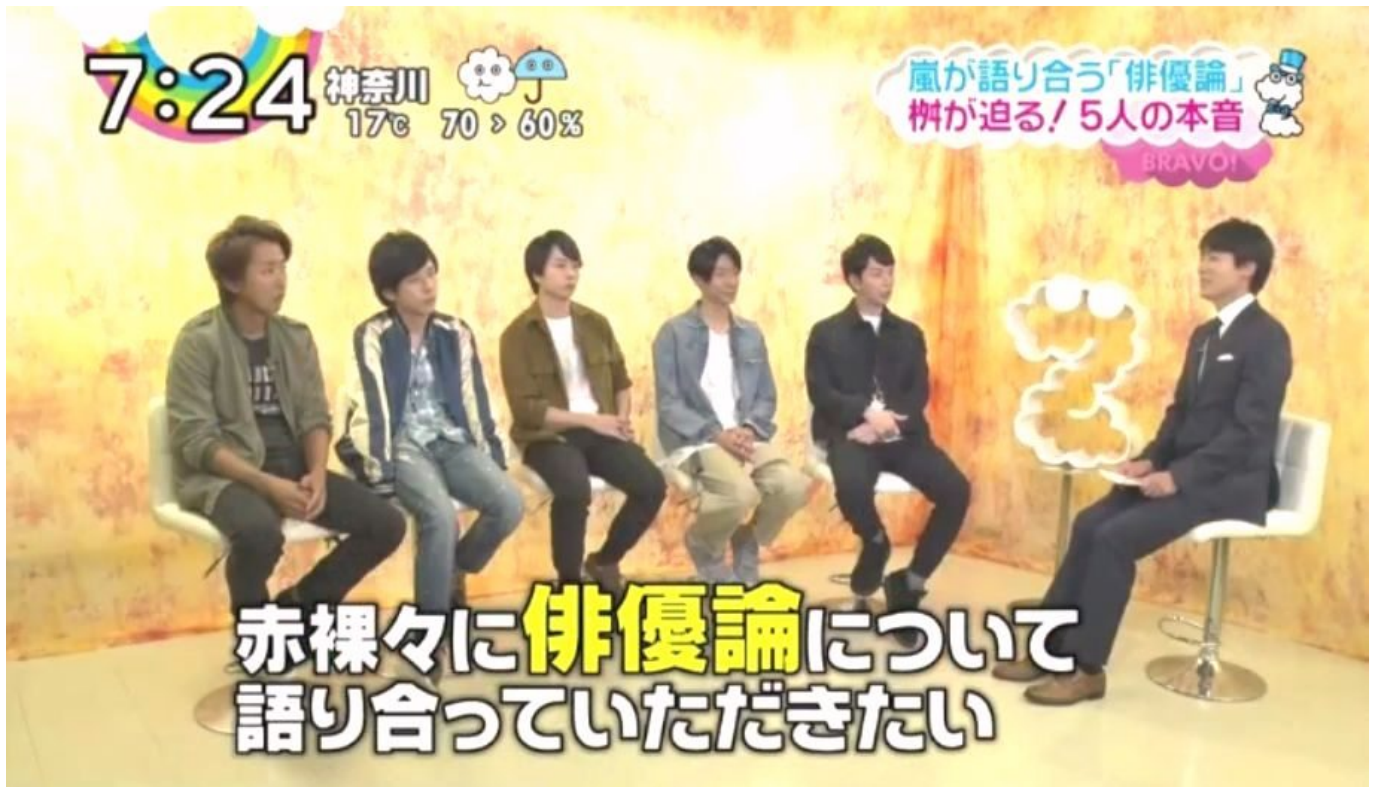 7:24
神奈川
17℃ 70 > 60%
嵐が語り合う「俳優論」
桝が迫る! 5人の本音
BRAVO!
赤裸々に俳優論について
語り合っていただきたい